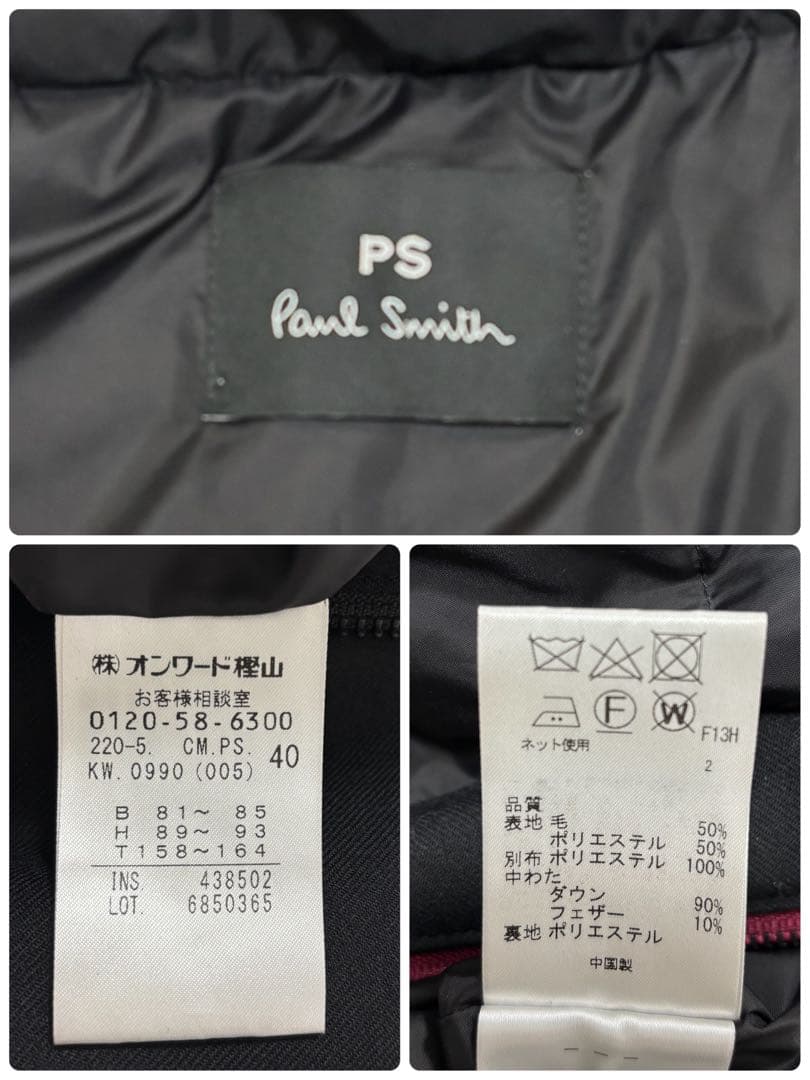 PS
Paul Smith
㈱オンワード樫山
お客様相談室
0120-58-6300
220-5. CM.PS. 40
KW.0990 (005)
B 81〜 85
H 89〜 93
T158〜164
INS. 438502
LOT. 6850365
F
W
F13H
ネット使用
2
品質
表地 毛 50%
ポリエステル 50%
別布 ポリエステル 100%
中わた
ダウン 90%
フェザー 10%
裏地 ポリエステル
中国製